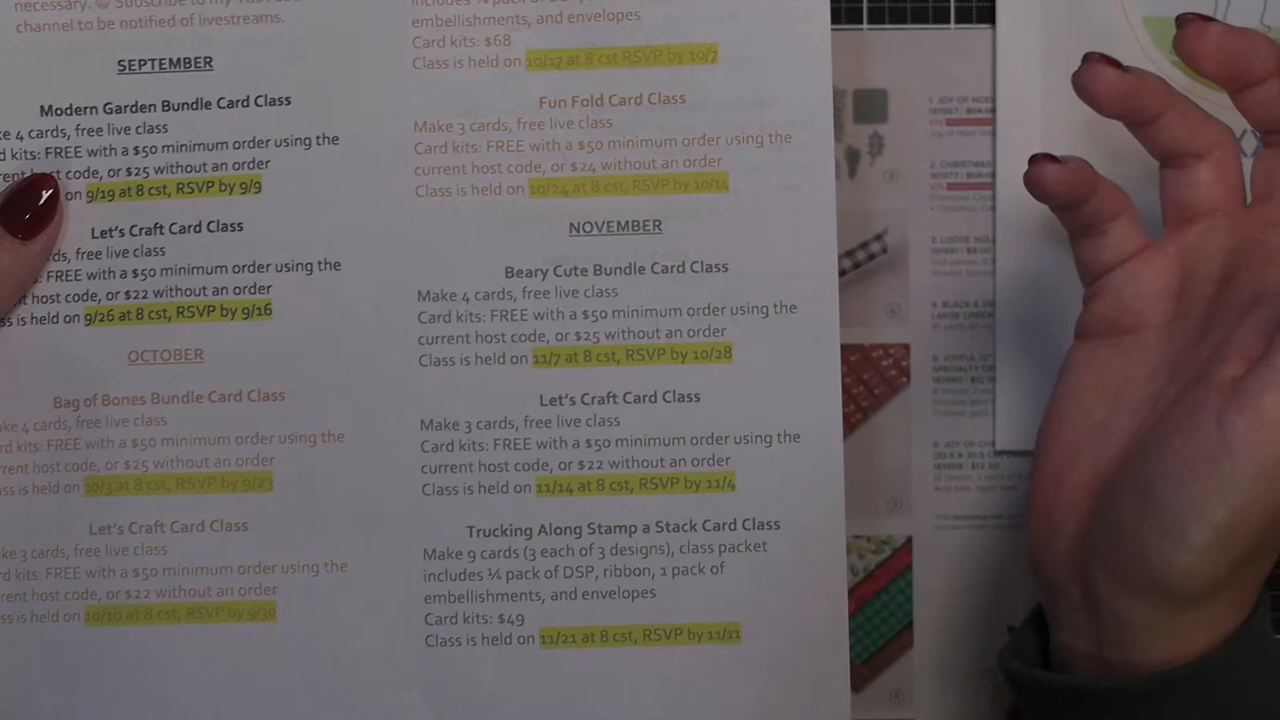 necessary. Subscribe to my
channel to be notified of livestreams.
SEPTEMBER
Modern Garden Bundle Card Class
4 cards, free live class
kits: FREE with a $50 minimum order using the
host code, or $25 without an order
on 9/19 at 8 cst, RSVP by 9/9
Let's Craft Card Class
free live class
FREE with a $50 minimum order using the
host code, or $22 without an order
is held on 9/26 at 8 cst, RSVP by 9/16
OCTOBER
Bag of Bones Bundle Card Class
4 cards, free live class
kits: FREE with a $50 minimum order using the
host code, or $25 without an order
is held on 10/3 at 8 cst, RSVP by 9/23
Let's Craft Card Class
3 cards, free live class
kits: FREE with a $50 minimum order using the
host code, or $22 without an order
is held on 10/10 at 8 cst, RSVP by 9/30
embellishments, and envelopes
Card kits: $68
Class is held on 10/17 at 8 cst RSVP by 10/7
Fun Fold Card Class
Make 3 cards, free live class
Card kits: FREE with a $50 minimum order using the
current host code, or $24 without an order
Class is held on 10/24 at 8 cst, RSVP by 10/14
NOVEMBER
Beary Cute Bundle Card Class
Make 4 cards, free live class
Card kits: FREE with a $50 minimum order using the
current host code, or $25 without an order
Class is held on 11/7 at 8 cst, RSVP by 10/28
Let's Craft Card Class
Make 3 cards, free live class
Card kits: FREE with a $50 minimum order using the
current host code, or $22 without an order
Class is held on 11/14 at 8 cst, RSVP by 11/4
Trucking Along Stamp a Stack Card Class
Make 9 cards (3 each of 3 designs), class packet
includes ¼ pack of DSP, ribbon, 1 pack of
embellishments, and envelopes
Card kits: $49
Class is held on 11/21 at 8 cst, RSVP by 11/11
1. JOY OF